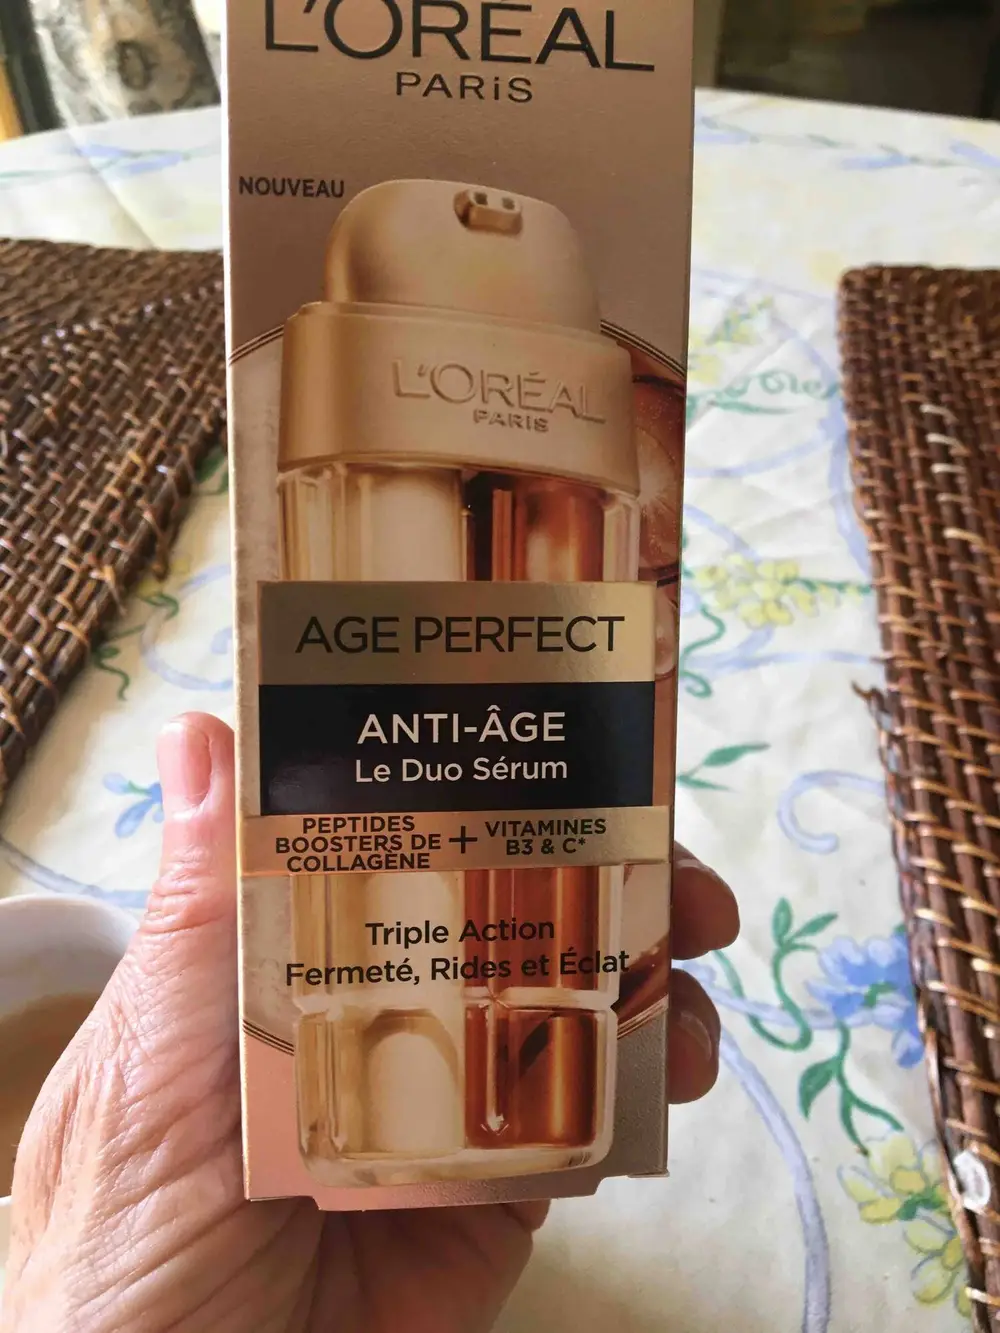 L'ORÉAL
PARiS
NOUVEAU
L'ORÉAL
PARiS
AGE PERFECT
ANTI-ÂGE
Le Duo Sérum
PEPTIDES
BOOSTERS DE
COLLAGÈNE
+
VITAMINES
B3 & C*
Triple Action
Fermeté, Rides et Éclat